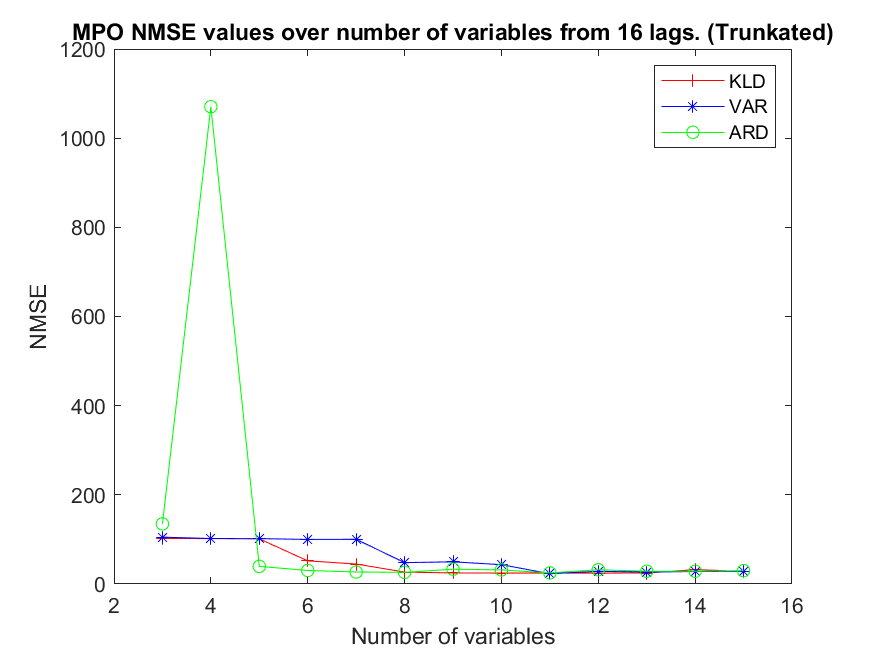 MPO NMSE values over number of variables from 16 lags. (Trunkated)
1200
1000
800
600
400
200
0
NMSE
KLD
VAR
ARD
2 4 6 8 10 12 14 16
Number of variables